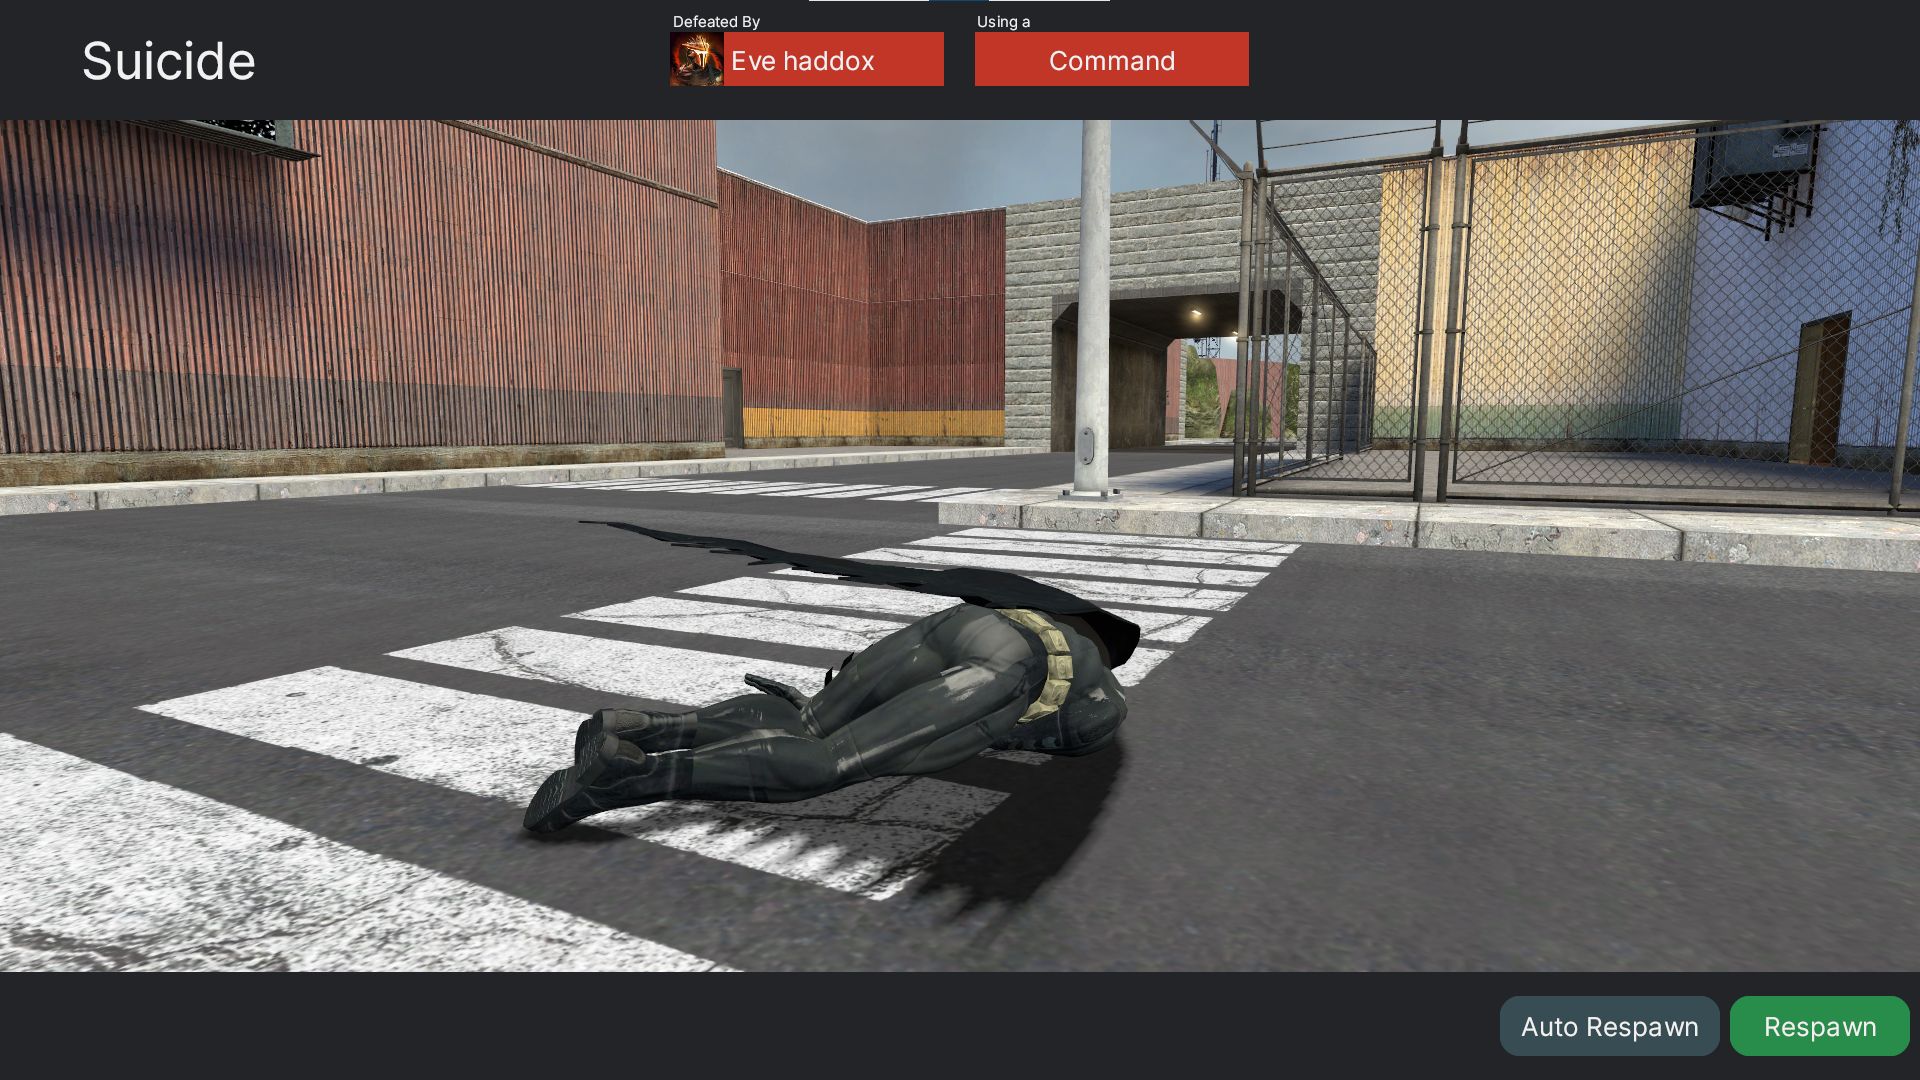 Suicide
Defeated By
Eve haddox
Using a
Command
Auto Respawn
Respawn